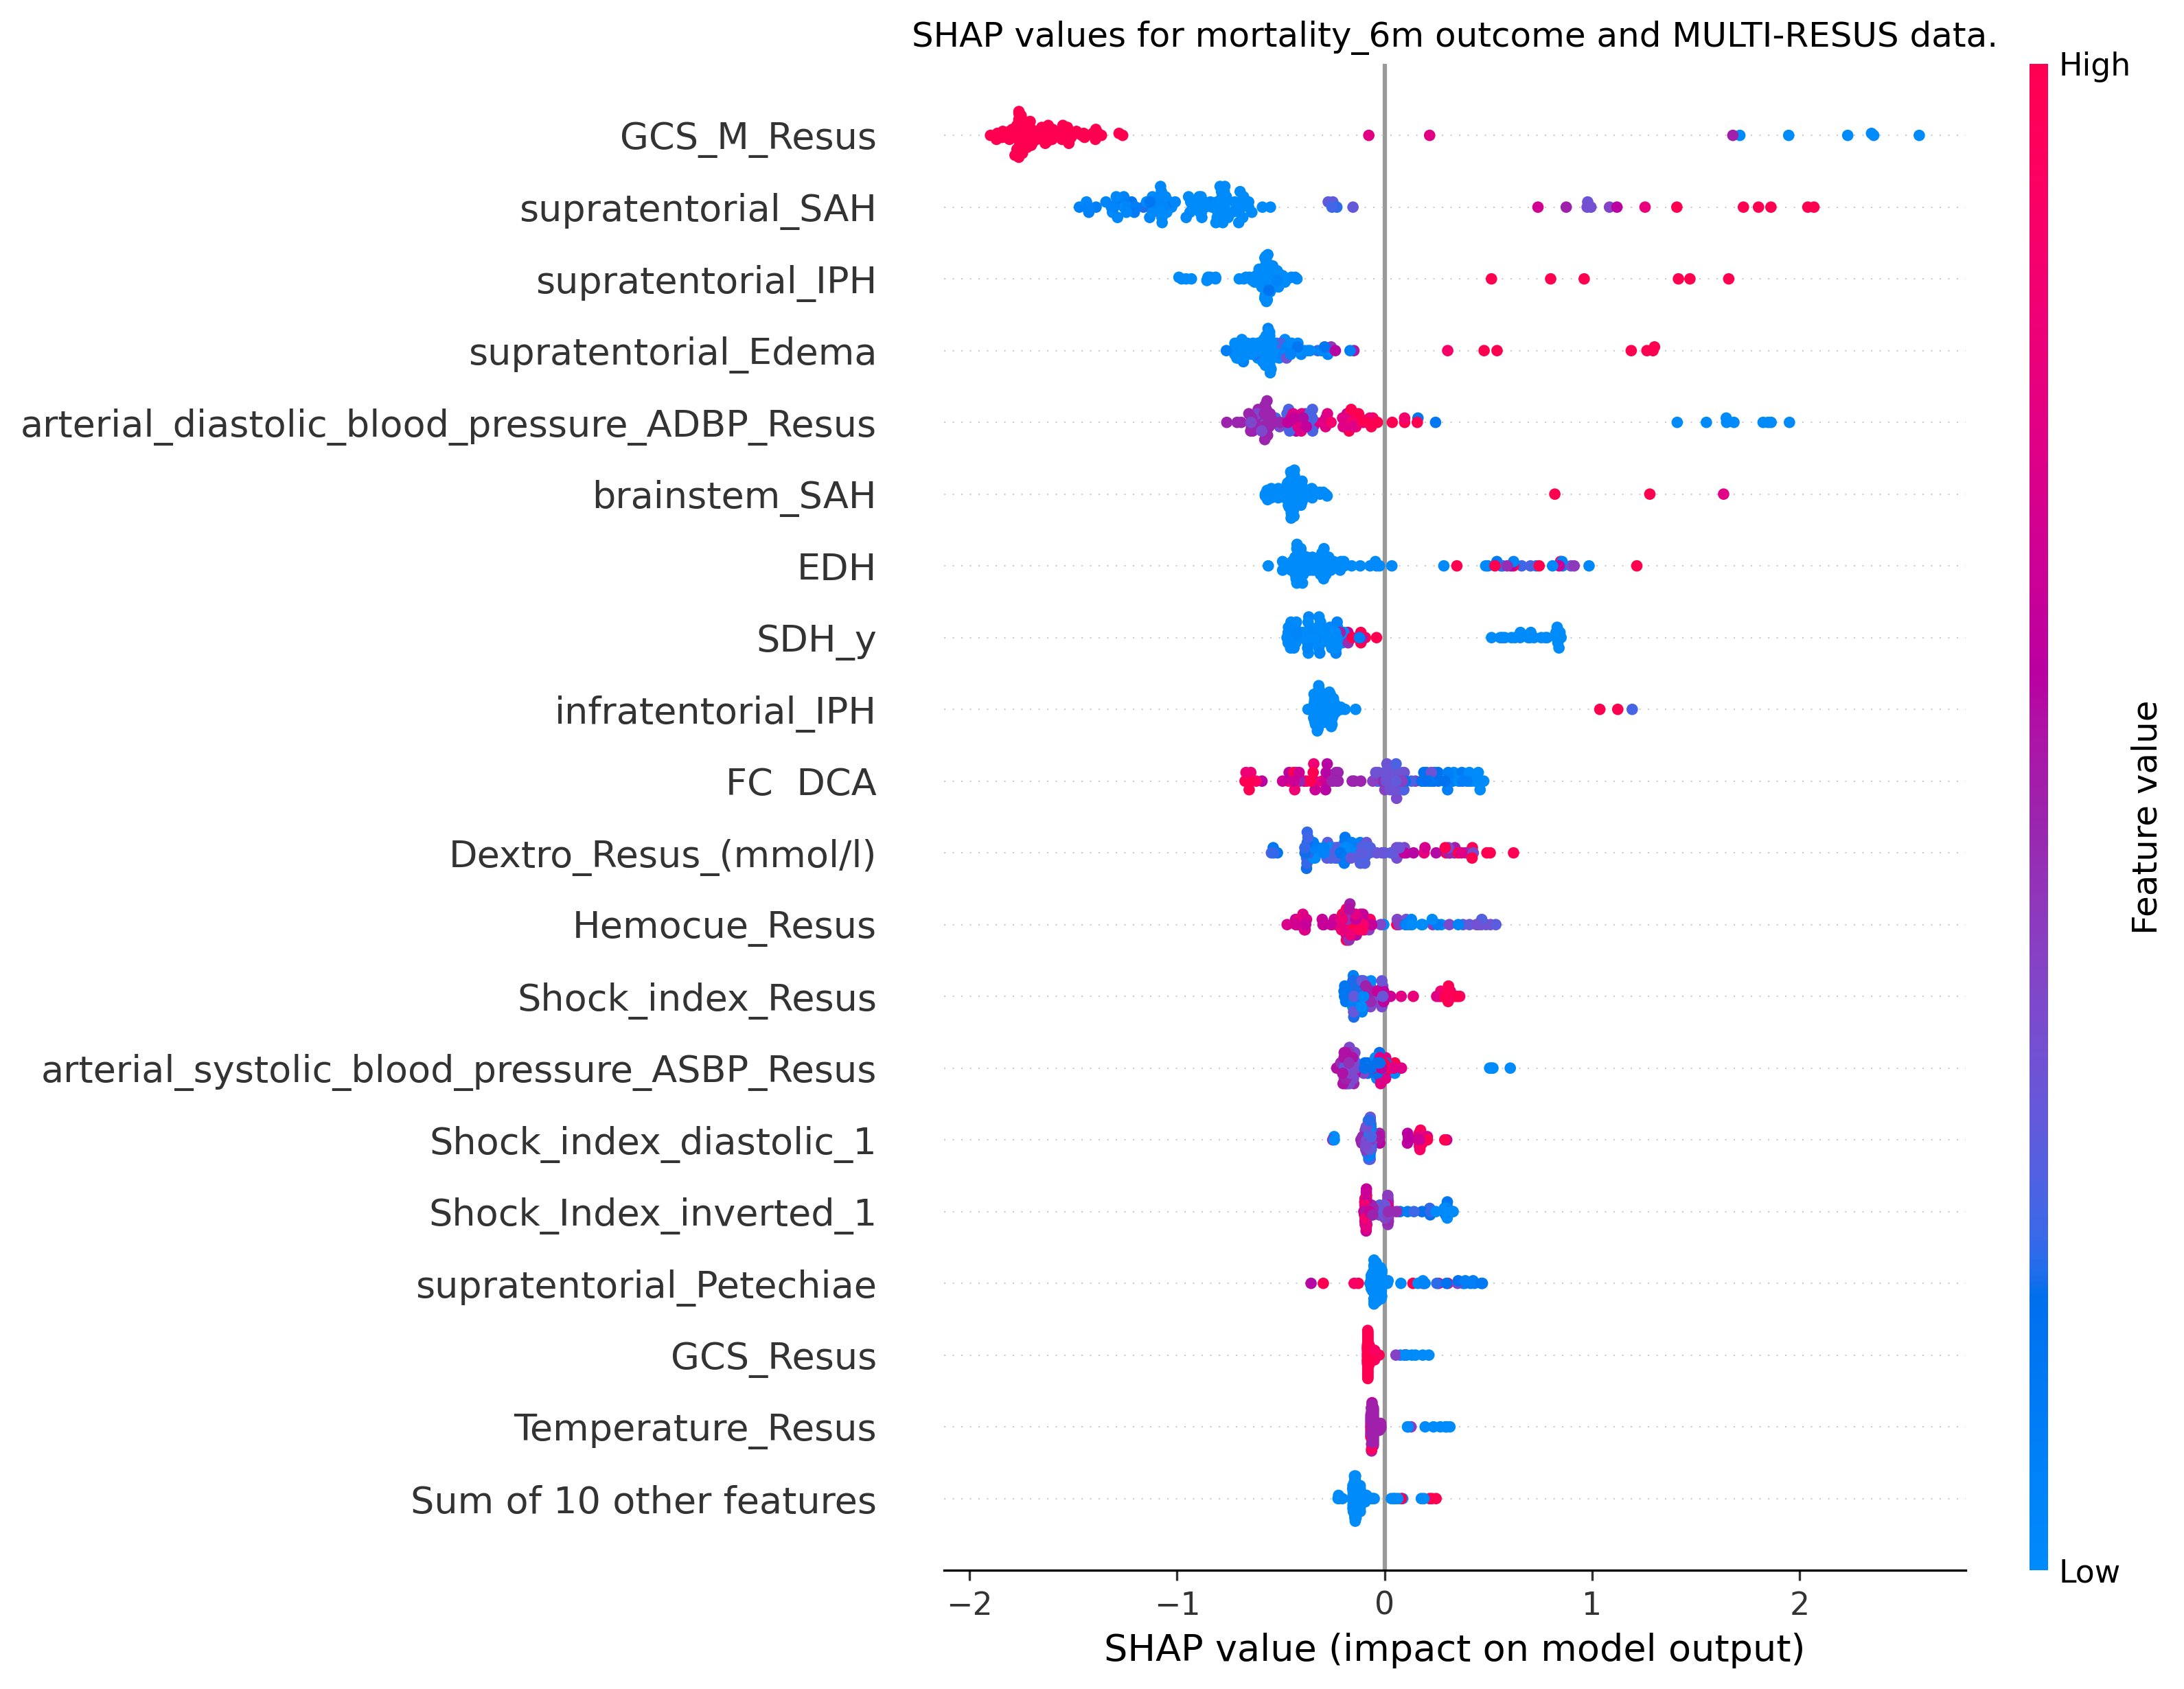 SHAP values for mortality_6m outcome and MULTI-RESUS data.
High
GCS_M_Resus
supratentorial_SAH
supratentorial_IPH
supratentorial_Edema
arterial_diastolic_blood_pressure_ADBP_Resus
brainstem_SAH
EDH
SDH_y
infratentorial_IPH
FC  DCA
Dextro_Resus_(mmol/l)
Hemocue_Resus
Shock_index_Resus
arterial_systolic_blood_pressure_ASBP_Resus
Shock_index_diastolic_1
Shock_Index_inverted_1
supratentorial_Petechiae
GCS_Resus
Temperature_Resus
Sum of 10 other features
Feature value
Low
−2 −1 0 1 2
SHAP value (impact on model output)